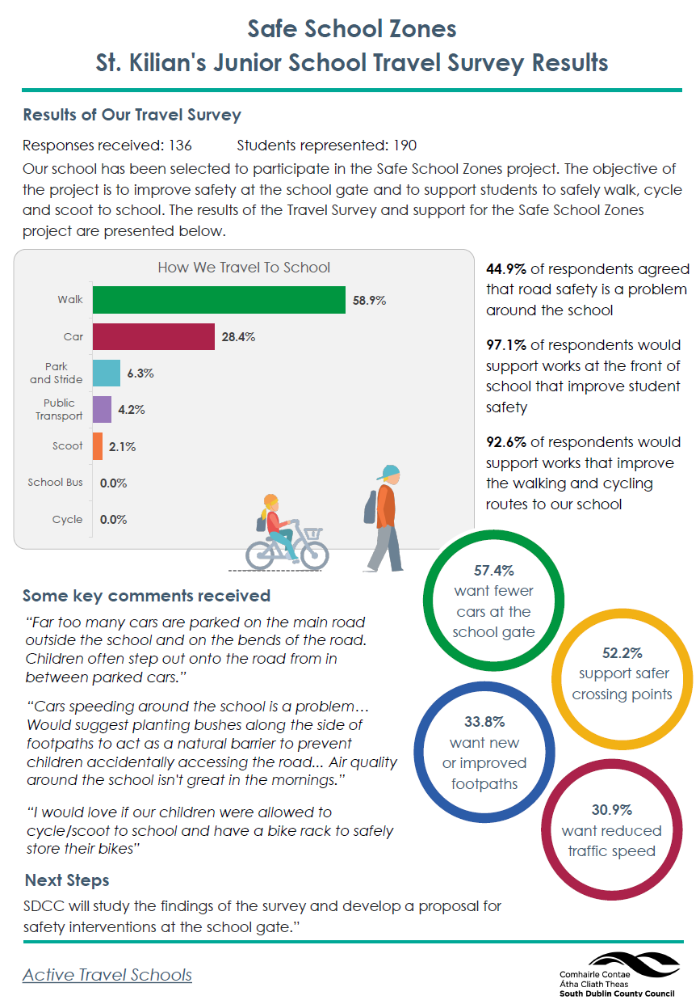 Safe School Zones
St. Kilian's Junior School Travel Survey Results
Results of Our Travel Survey
Responses received: 136 Students represented: 190
Our school has been selected to participate in the Safe School Zones project. The objective of
the project is to improve safety at the school gate and to support students to safely walk, cycle
and scoot to school. The results of the Travel Survey and support for the Safe School Zones
project are presented below.
How We Travel To School
Walk 58.9%
Car 28.4%
Park
and Stride 6.3%
Public
Transport 4.2%
Scoot 2.1%
School Bus 0.0%
Cycle 0.0%
44.9% of respondents agreed
that road safety is a problem
around the school
97.1% of respondents would
support works at the front of
school that improve student
safety
92.6% of respondents would
support works that improve
the walking and cycling
routes to our school
57.4%
want fewer
cars at the
school gate
52.2%
support safer
crossing points
33.8%
want new
or improved
footpaths
30.9%
want reduced
traffic speed
Some key comments received
“Far too many cars are parked on the main road
outside the school and on the bends of the road.
Children often step out onto the road from in
between parked cars.”
“Cars speeding around the school is a problem…
Would suggest planting bushes along the side of
footpaths to act as a natural barrier to prevent
children accidentally accessing the road... Air quality
around the school isn't great in the mornings.”
“I would love if our children were allowed to
cycle/scoot to school and have a bike rack to safely
store their bikes”
Next Steps
SDCC will study the findings of the survey and develop a proposal for
safety interventions at the school gate.”
Active Travel Schools
Comhairle Contae
Átha Cliath Theas
South Dublin County Council